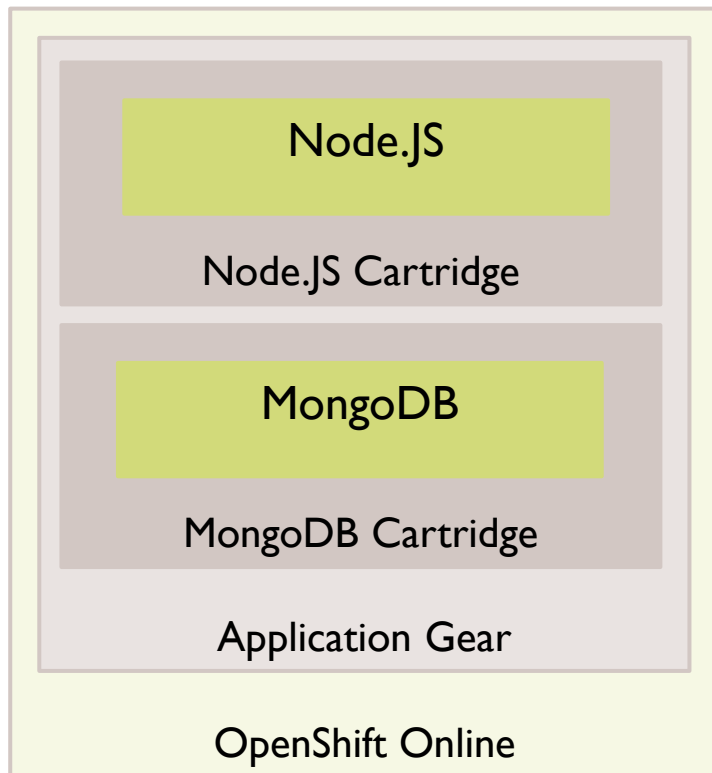 Node.JS
Node.JS Cartridge
MongoDB
MongoDB Cartridge
Application Gear
OpenShift Online